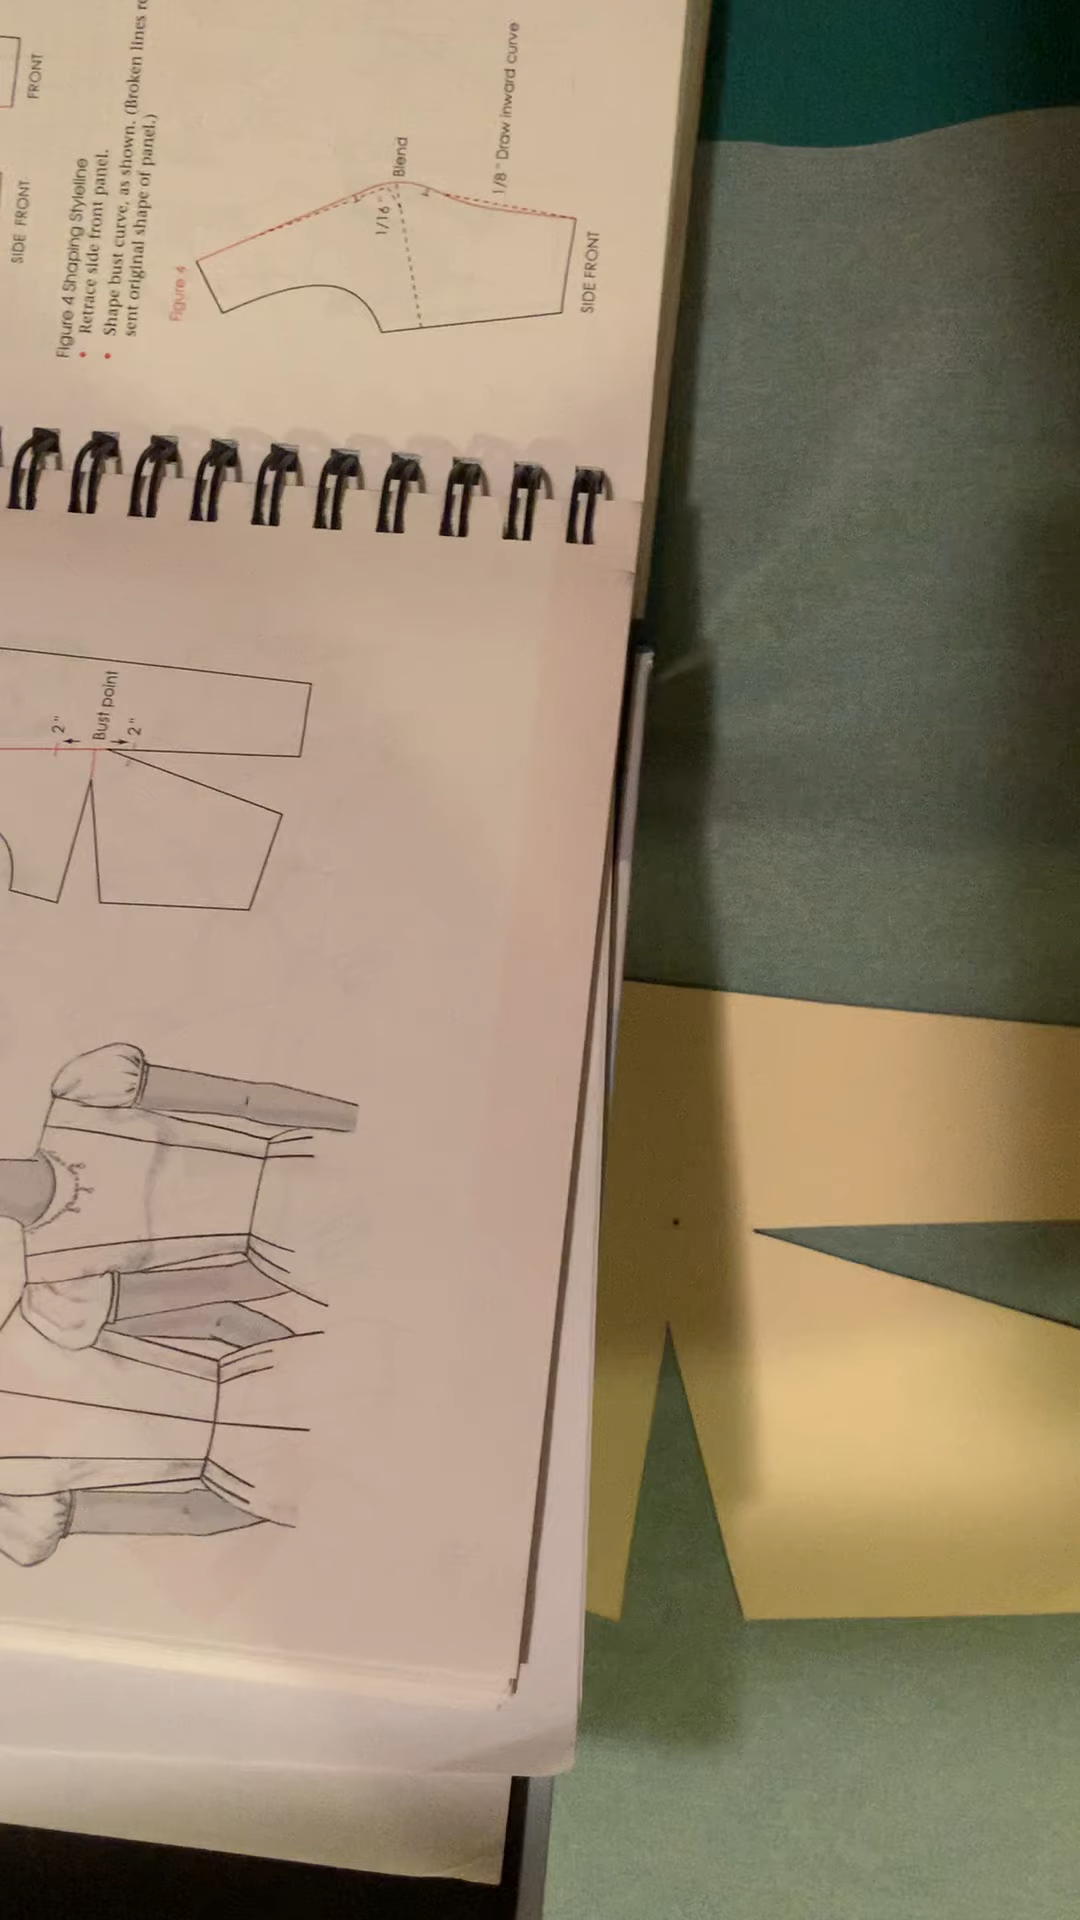 FRONT
SIDE FRONT
Figure 4 Shaping Styleline
• Retrace side front panel.
• Shape bust curve, as shown. (Broken lines
sent original shape of panel.)
Figure 4
Blend
1/16"
1/8" Draw inward curve
SIDE FRONT
2"
Bust point
2"